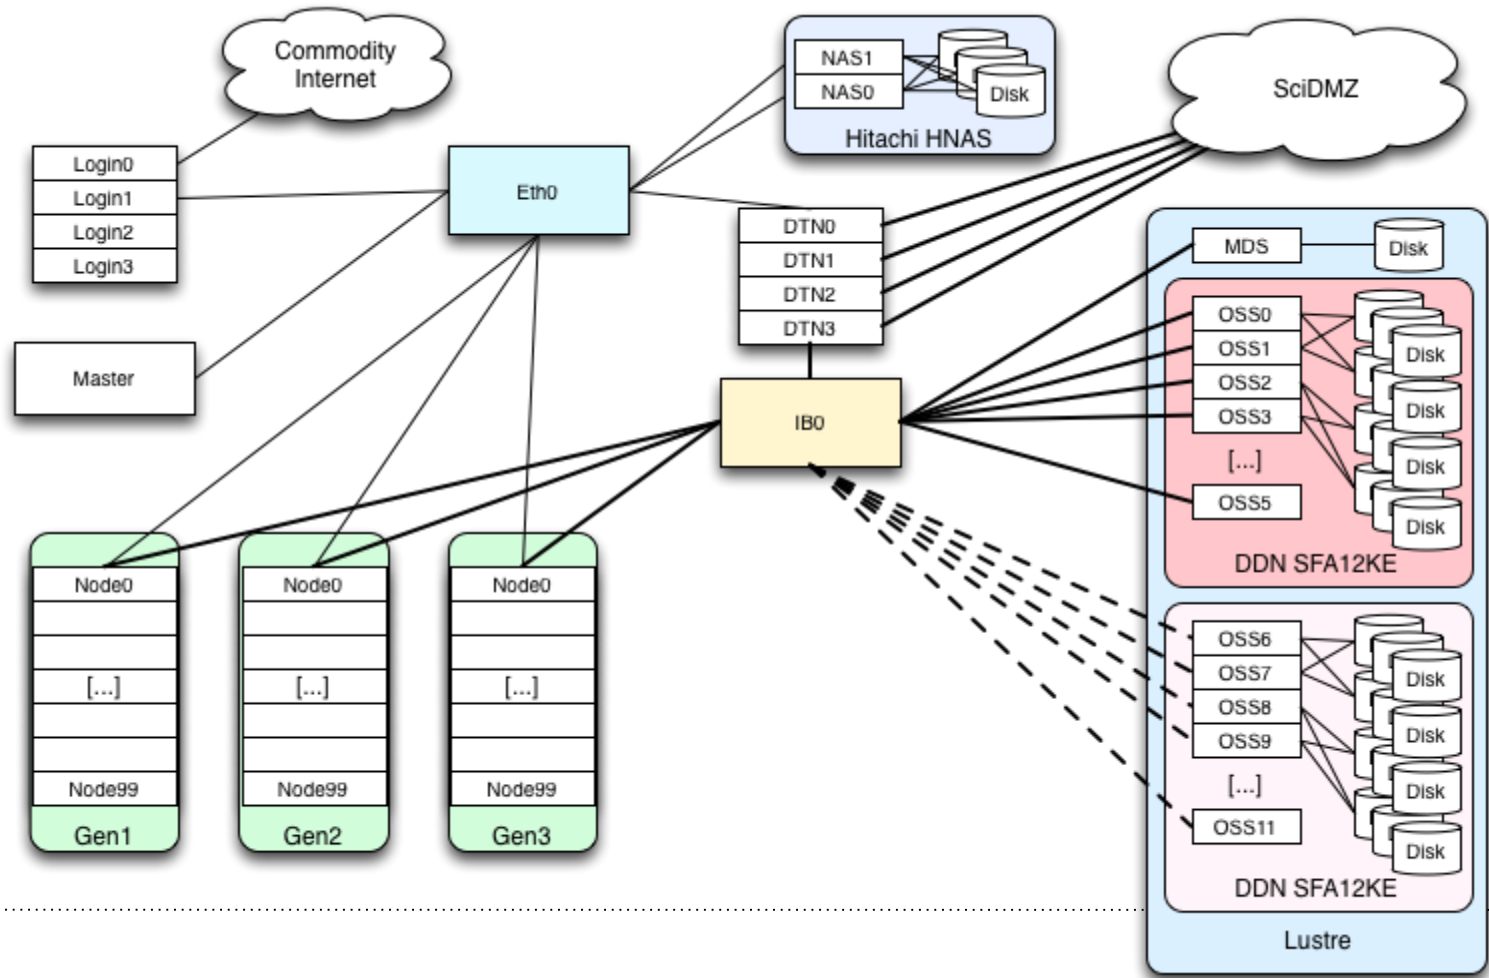 Commodity
Internet
NAS1
NAS0
Disk
Hitachi HNAS
SciDMZ
Login0
Login1
Login2
Login3
Eth0
DTN0
DTN1
DTN2
DTN3
MDS
Disk
Master
IB0
OSS0
OSS1
OSS2
OSS3
[...]
OSS5
Disk
Disk
Disk
Disk
DDN SFA12KE
Node0
[...]
Node99
Gen1
Node0
[...]
Node99
Gen2
Node0
[...]
Node99
Gen3
OSS6
OSS7
OSS8
OSS9
[...]
OSS11
Disk
Disk
Disk
Disk
DDN SFA12KE
Lustre